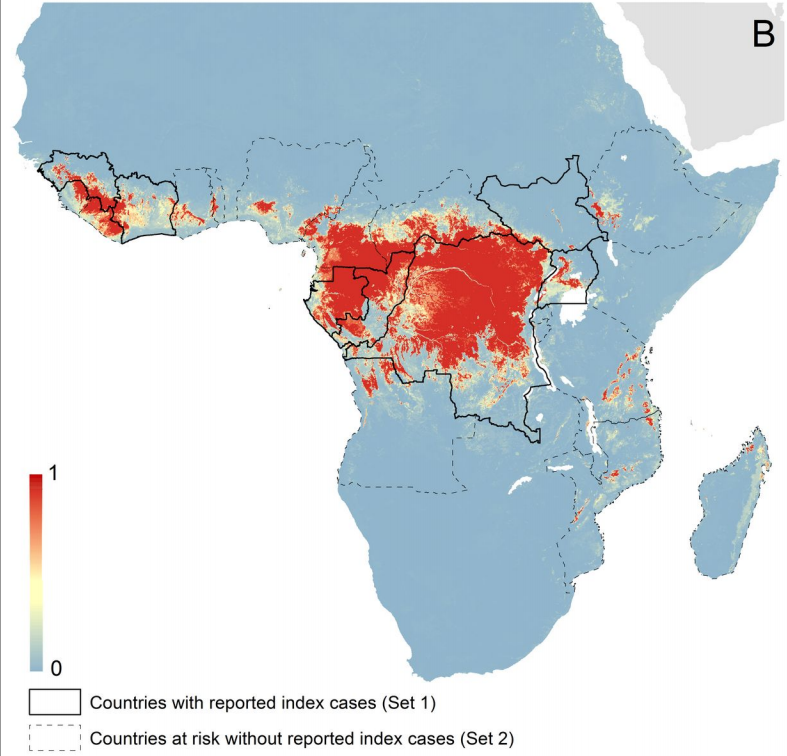 B
1
0
Countries with reported index cases (Set 1)
Countries at risk without reported index cases (Set 2)